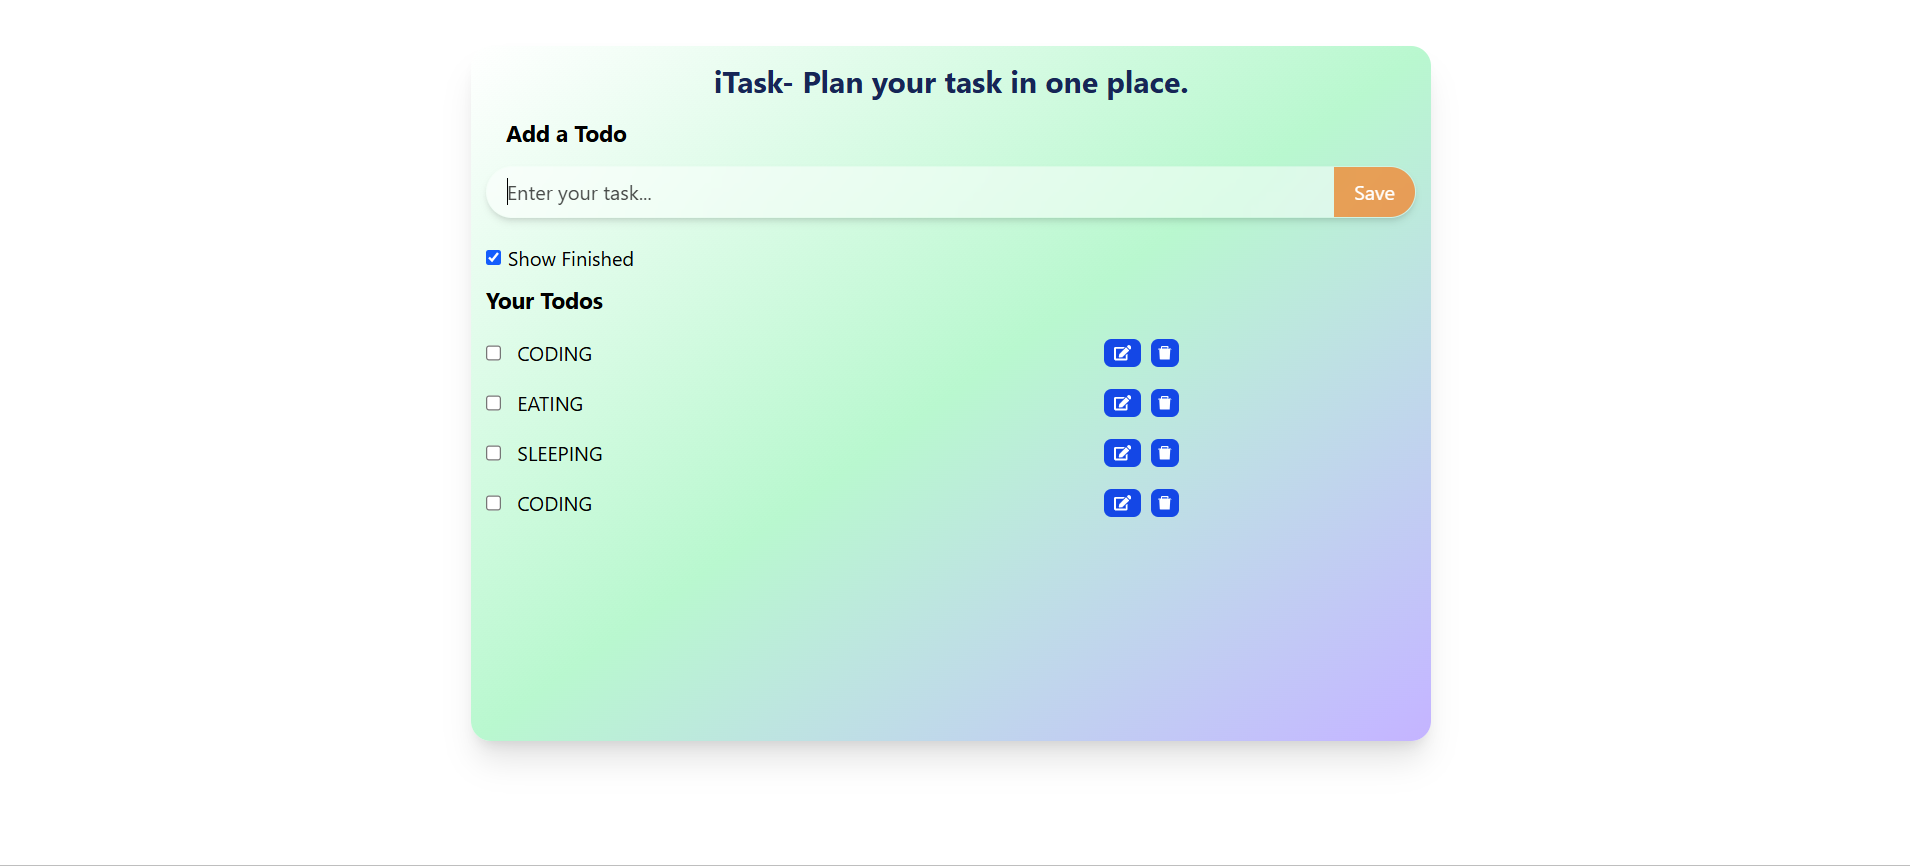 iTask- Plan your task in one place.
Add a Todo
Enter your task...
Save
Show Finished
Your Todos
CODING
EATING
SLEEPING
CODING